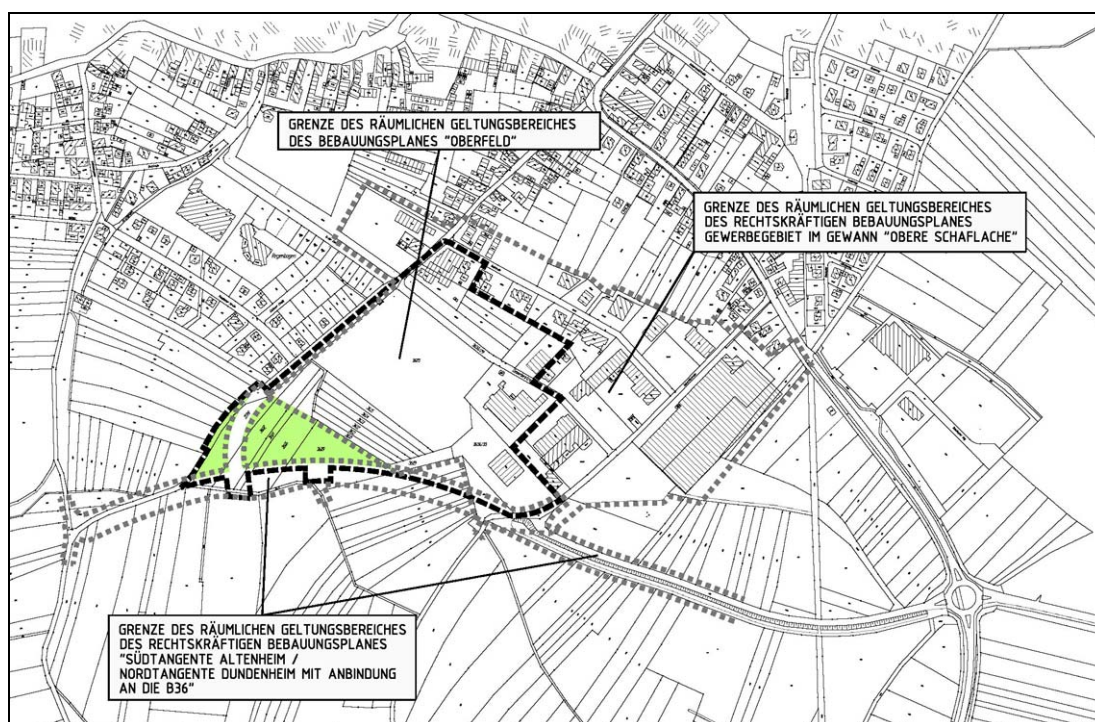 GRENZE DES RÄUMLICHEN GELTUNGSBEREICHES
DES BEBAUUNGSPLANES "OBERFELD"
GRENZE DES RÄUMLICHEN GELTUNGSBEREICHES
DES RECHTSKRÄFTIGEN BEBAUUNGSPLANES
GEWERBEGEBIET IM GEWANN "OBERE SCHAFLACHE"
GRENZE DES RÄUMLICHEN GELTUNGSBEREICHES
DES RECHTSKRÄFTIGEN BEBAUUNGSPLANES
"SÜDTANGENTE ALTENHEIM /
NORDTANGENTE DUNDENHEIM MIT ANBINDUNG
AN DIE B36"